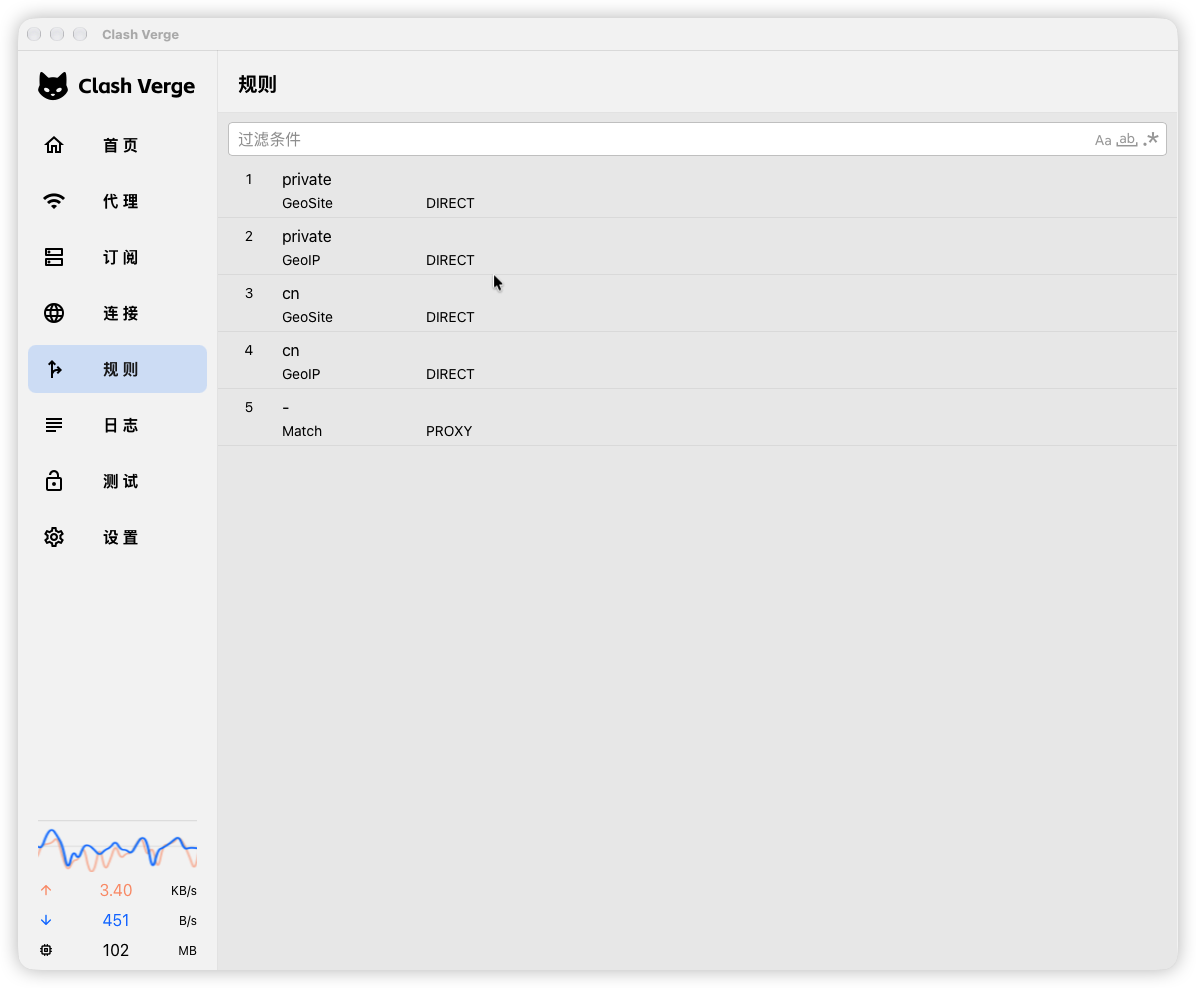 Clash Verge
Clash Verge
首 页
代 理
订 阅
连 接
规 则
日 志
测 试
设 置
3.40 KB/s
451 B/s
102 MB
规则
过滤条件 Aa ab, .*
1 private
GeoSite DIRECT
2 private
GeoIP DIRECT
3 cn
GeoSite DIRECT
4 cn
GeoIP DIRECT
5 -
Match PROXY